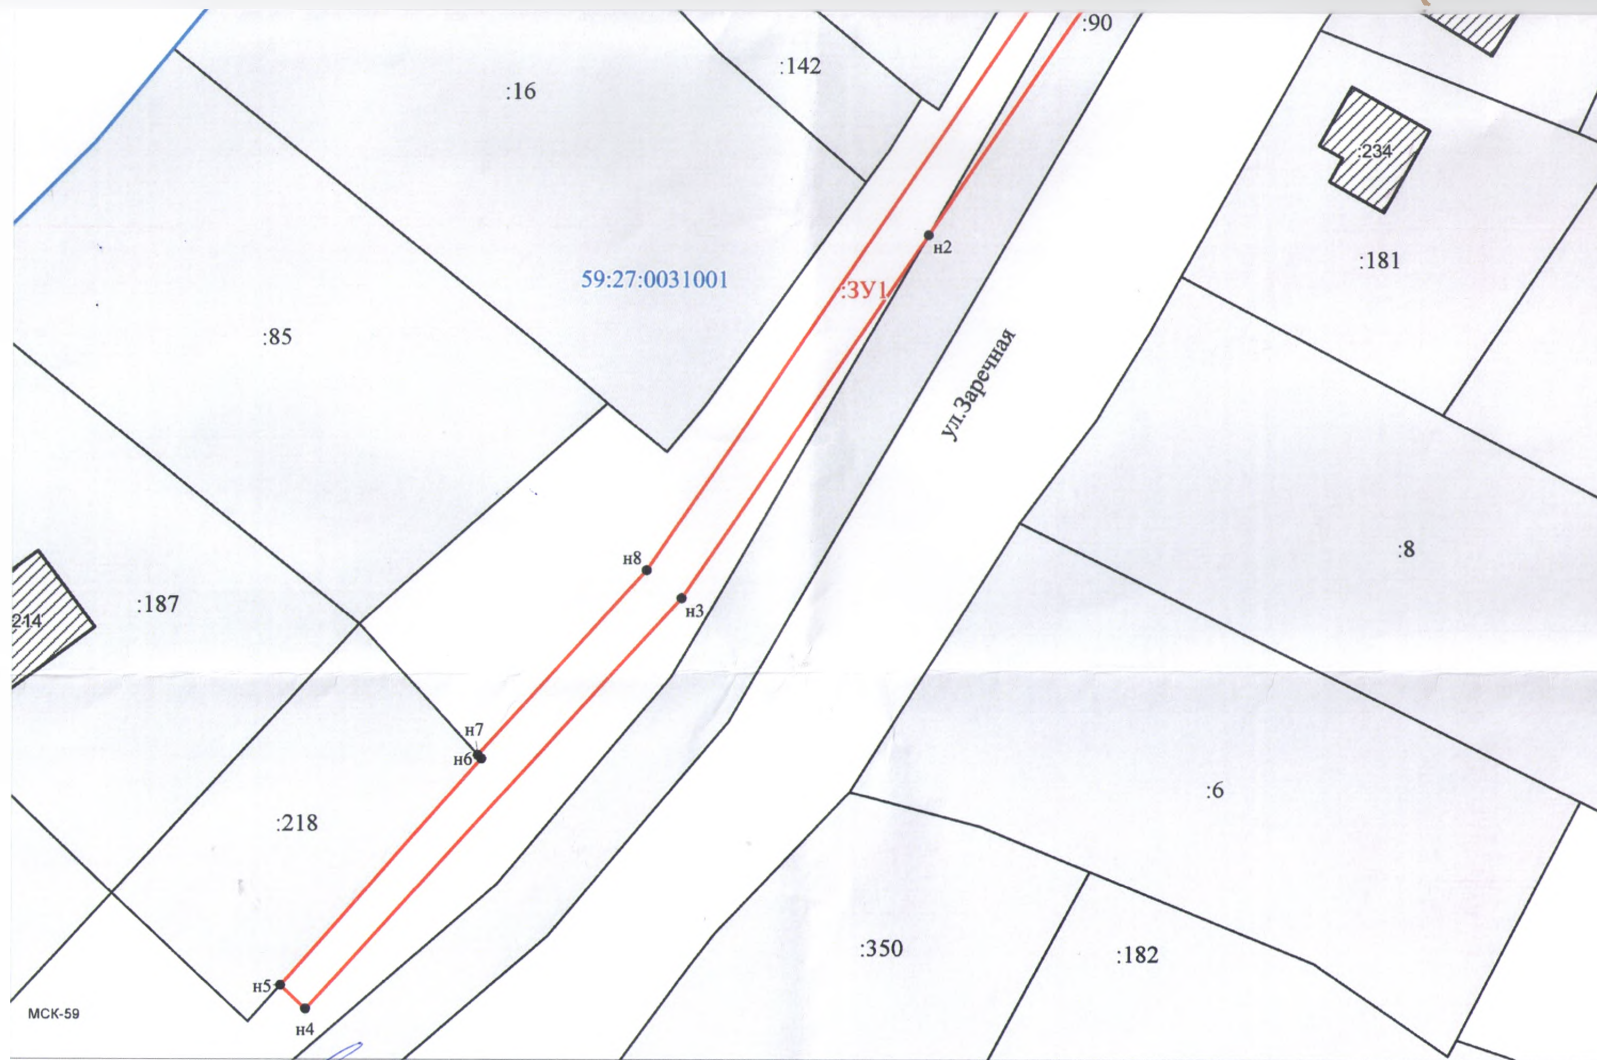 :90
:142
:16
:234
н2
:181
59:27:0031001
:ЗУ1
:85
ул.Заречная
н8
:8
:187
н3
214
н7
н6
:6
:218
:350
:182
н5
МСК-59
н4